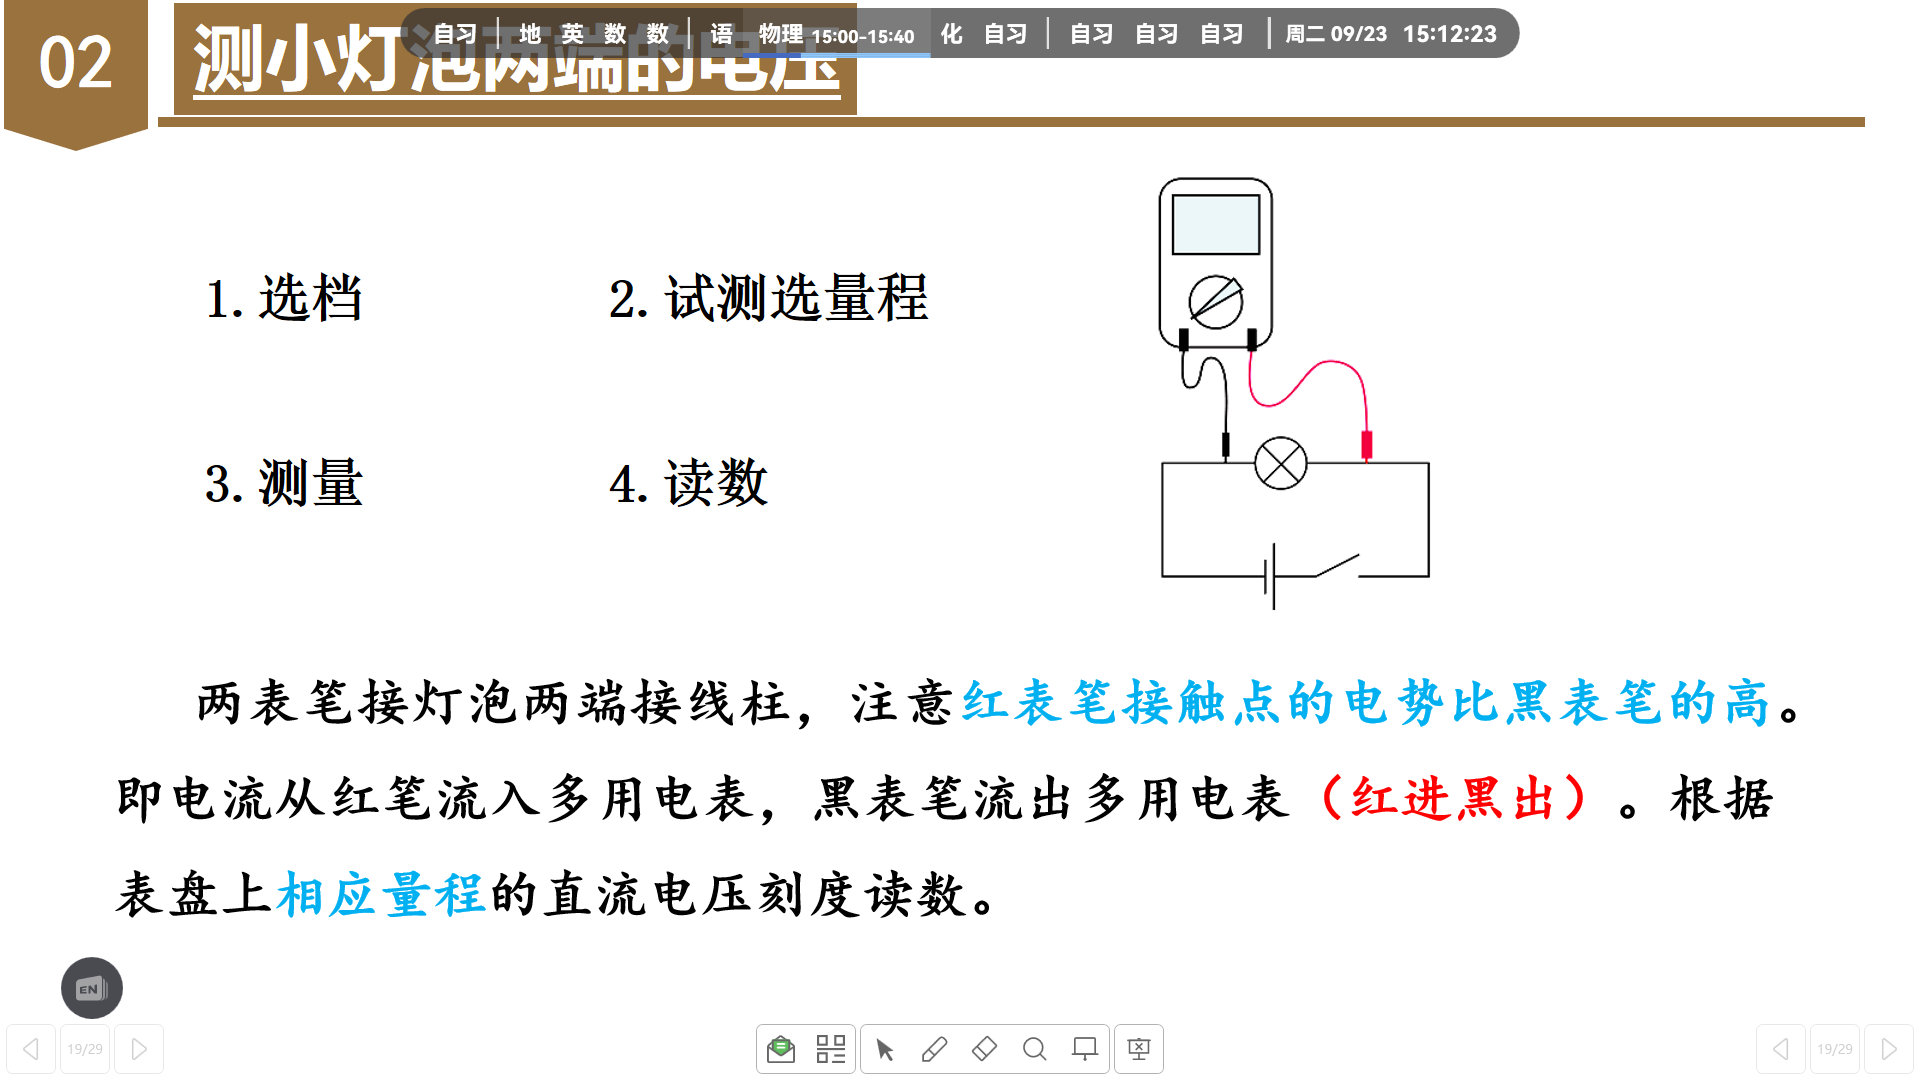 自习 | 地 英 数 数 | 语 物理 15:00-15:40 化 自习 | 自习 自习 自习 | 周二 09/23 15:12:23
02
测小灯泡两端的电压
1.选档
2.试测选量程
3.测量
4.读数
两表笔接灯泡两端接线柱，注意红表笔接触点的电势比黑表笔的高。
即电流从红笔流入多用电表，黑表笔流出多用电表（红进黑出）。根据
表盘上相应量程的直流电压刻度读数。
EN
19/29
19/29